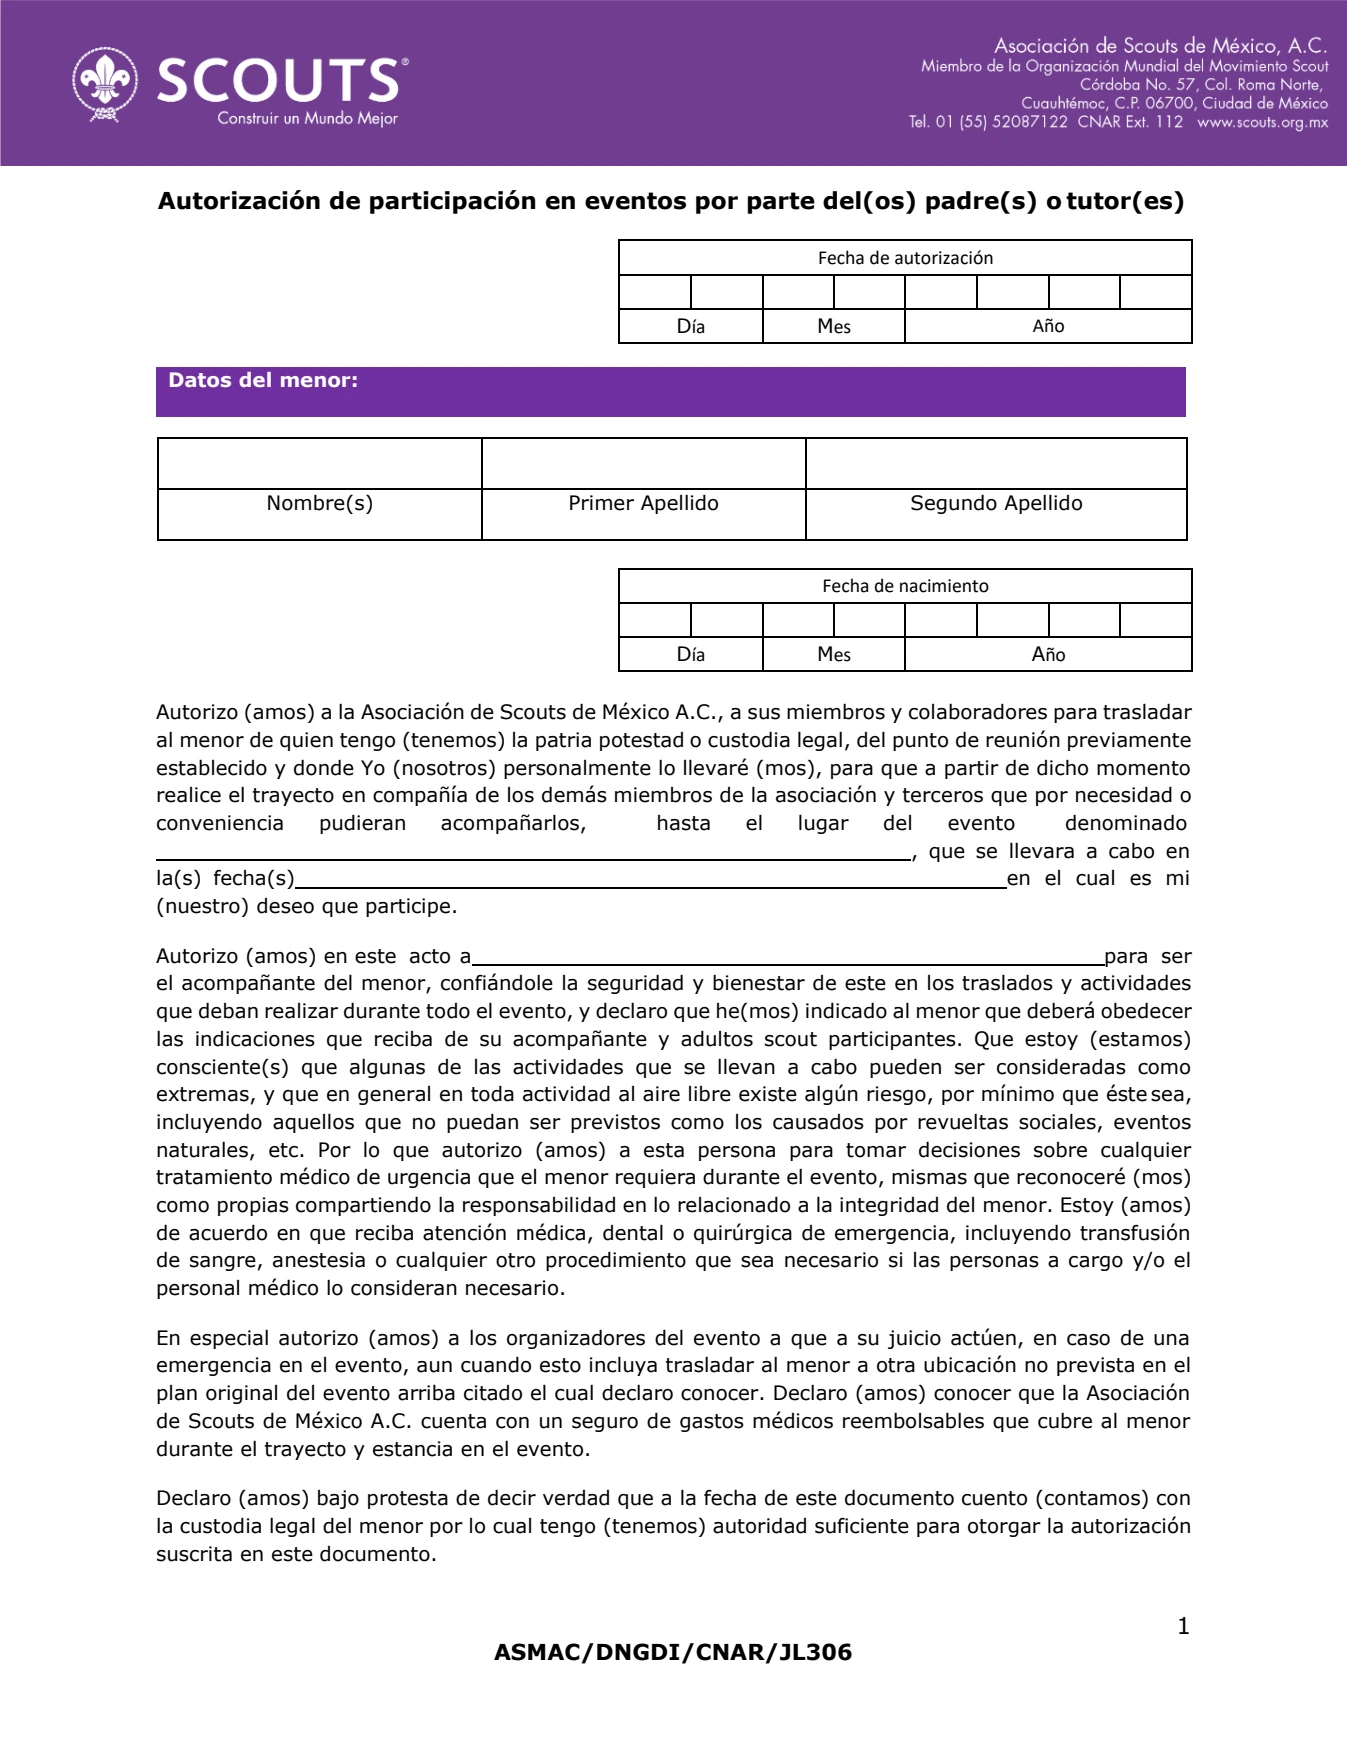 SCOUTS®
Construir un Mundo Mejor
Asociación de Scouts de México, A.C.
Miembro de la Organización Mundial del Movimiento Scout
Córdoba No. 57, Col. Roma Norte,
Cuauhtémoc, C.P. 06700, Ciudad de México
Tel. 01 (55) 52087122 CNAR Ext. 112 www.scouts.org.mx
Autorización de participación en eventos por parte del(os) padre(s) o tutor(es)
Fecha de autorización
Día Mes Año
Datos del menor:
Nombre(s) Primer Apellido Segundo Apellido
Fecha de nacimiento
Día Mes Año
Autorizo (amos) a la Asociación de Scouts de México A.C., a sus miembros y colaboradores para trasladar
al menor de quien tengo (tenemos) la patria potestad o custodia legal, del punto de reunión previamente
establecido y donde Yo (nosotros) personalmente lo llevaré (mos), para que a partir de dicho momento
realice el trayecto en compañía de los demás miembros de la asociación y terceros que por necesidad o
conveniencia pudieran acompañarlos, hasta el lugar del evento denominado
, que se llevara a cabo en
la(s) fecha(s) en el cual es mi
(nuestro) deseo que participe.
Autorizo (amos) en este acto a para ser
el acompañante del menor, confiándole la seguridad y bienestar de este en los traslados y actividades
que deban realizar durante todo el evento, y declaro que he(mos) indicado al menor que deberá obedecer
las indicaciones que reciba de su acompañante y adultos scout participantes. Que estoy (estamos)
consciente(s) que algunas de las actividades que se llevan a cabo pueden ser consideradas como
extremas, y que en general en toda actividad al aire libre existe algún riesgo, por mínimo que éste sea,
incluyendo aquellos que no puedan ser previstos como los causados por revueltas sociales, eventos
naturales, etc. Por lo que autorizo (amos) a esta persona para tomar decisiones sobre cualquier
tratamiento médico de urgencia que el menor requiera durante el evento, mismas que reconoceré (mos)
como propias compartiendo la responsabilidad en lo relacionado a la integridad del menor. Estoy (amos)
de acuerdo en que reciba atención médica, dental o quirúrgica de emergencia, incluyendo transfusión
de sangre, anestesia o cualquier otro procedimiento que sea necesario si las personas a cargo y/o el
personal médico lo consideran necesario.
En especial autorizo (amos) a los organizadores del evento a que a su juicio actúen, en caso de una
emergencia en el evento, aun cuando esto incluya trasladar al menor a otra ubicación no prevista en el
plan original del evento arriba citado el cual declaro conocer. Declaro (amos) conocer que la Asociación
de Scouts de México A.C. cuenta con un seguro de gastos médicos reembolsables que cubre al menor
durante el trayecto y estancia en el evento.
Declaro (amos) bajo protesta de decir verdad que a la fecha de este documento cuento (contamos) con
la custodia legal del menor por lo cual tengo (tenemos) autoridad suficiente para otorgar la autorización
suscrita en este documento.
1
ASMAC/DNGDI/CNAR/JL306